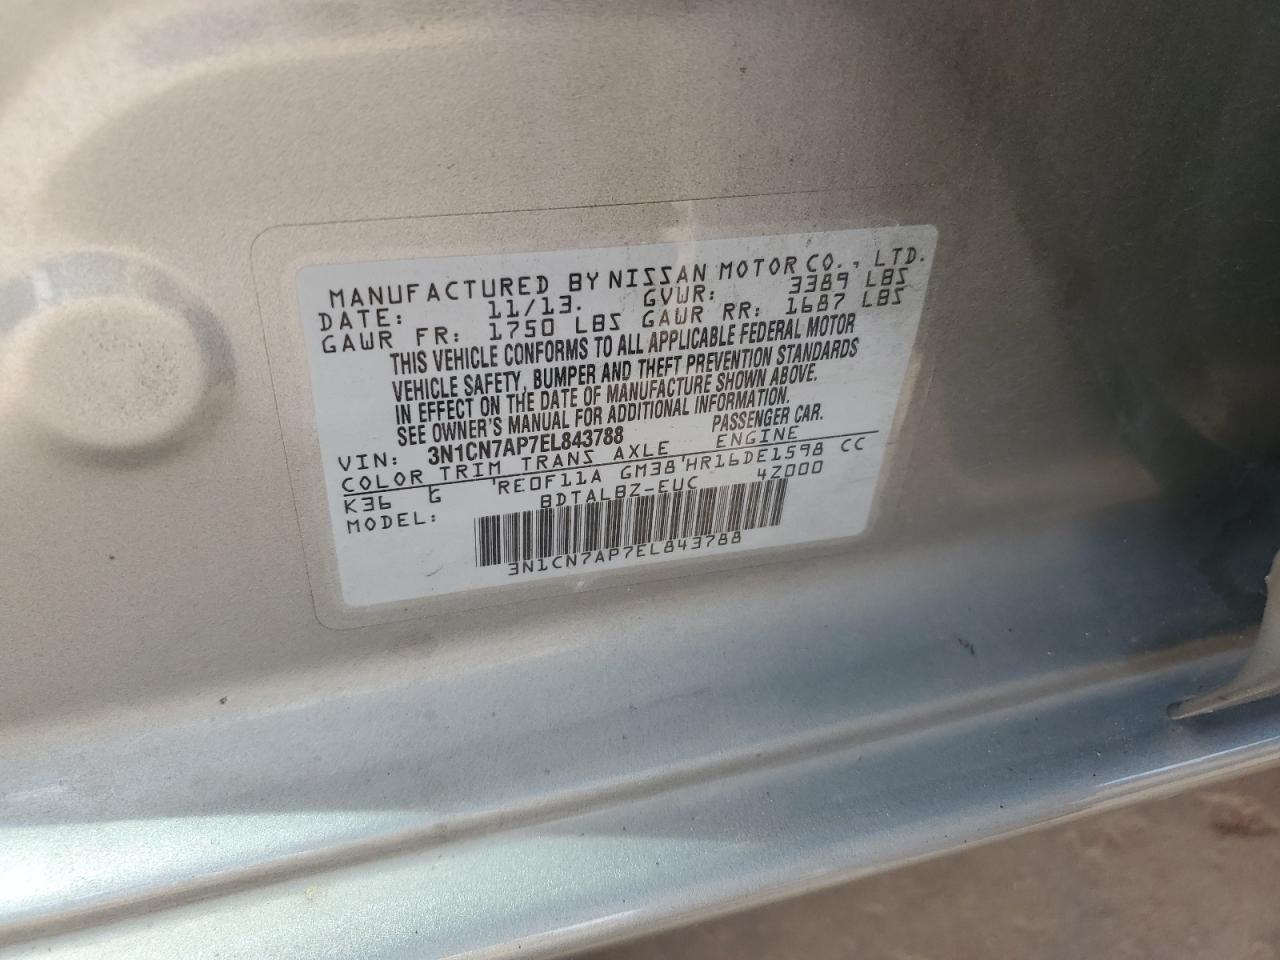 MANUFACTURED BY NISSAN MOTOR CO., LTD.
DATE: 11/13. GVWR: 3389 LBS
GAWR FR: 1750 LBS GAWR RR: 1687 LBS
THIS VEHICLE CONFORMS TO ALL APPLICABLE FEDERAL MOTOR
VEHICLE SAFETY, BUMPER AND THEFT PREVENTION STANDARDS
IN EFFECT ON THE DATE OF MANUFACTURE SHOWN ABOVE.
SEE OWNER'S MANUAL FOR ADDITIONAL INFORMATION.
VIN: 3N1CN7AP7EL843788 PASSENGER CAR.
COLOR TRIM TRANS AXLE ENGINE
K36 G RE0F11A GM38 HR16DE1598 CC
MODEL: BDTALBZ-EUC 4Z000
3N1CN7AP7EL843788